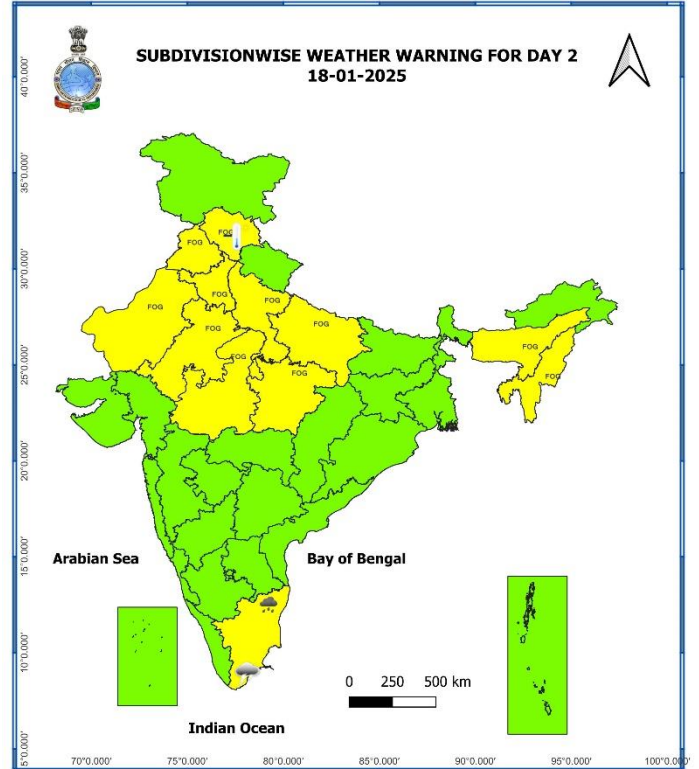 SUBDIVISIONWISE WEATHER WARNING FOR DAY 2
18-01-2025
40°0.000'
35°0.000'
30°0.000'
25°0.000'
20°0.000'
15°0.000'
10°0.000'
5°0.000'
FOG
FOG
FOG
FOG
FOG
FOG
FOG
FOG
FOG
FOG
FOG
Arabian Sea
Bay of Bengal
0 250 500 km
Indian Ocean
70°0.000' 75°0.000' 80°0.000' 85°0.000' 90°0.000' 95°0.000' 100°0.000'